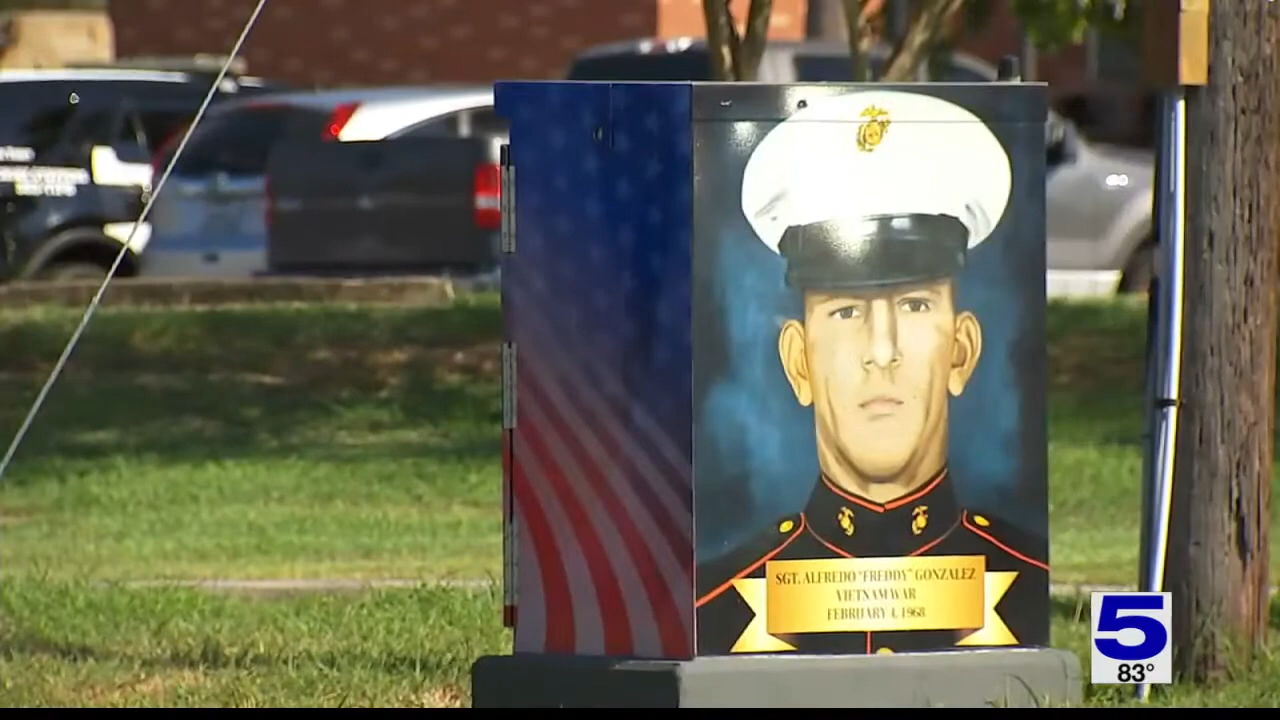 SGT. ALFREDO "FREDDY" GONZALEZ
VIETNAM WAR
FEBRUARY 4, 1968
5
83°